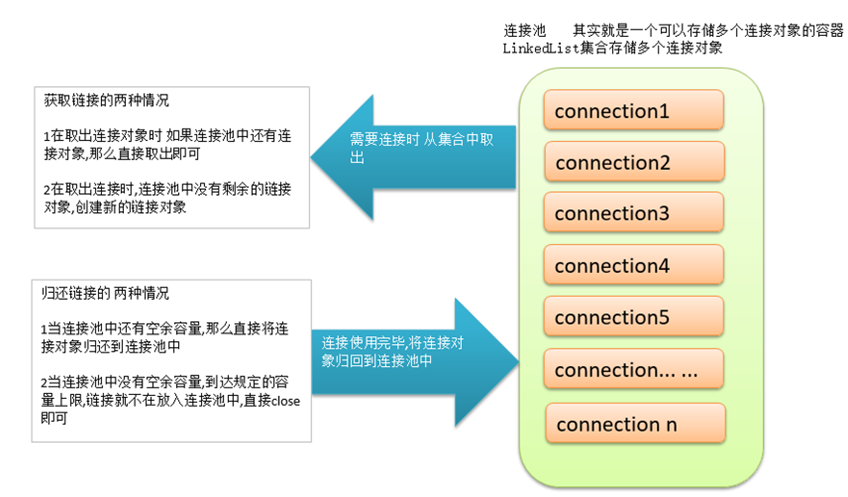 连接池 其实就是一个可以存储多个连接对象的容器
LinkedList集合存储多个连接对象
获取链接的两种情况
1在取出连接对象时 如果连接池中还有连
接对象,那么直接取出即可
2在取出连接时,连接池中没有剩余的链接
对象,创建新的链接对象
需要连接时 从集合中取
出
connection1
connection2
connection3
connection4
connection5
connection... ...
connection n
归还链接的 两种情况
1当连接池中还有空余容量,那么直接将连
接对象归还到连接池中
2当连接池中没有空余容量,到达规定的容
量上限,链接就不在放入连接池中,直接close
即可
连接使用完毕,将连接对
象归回到连接池中